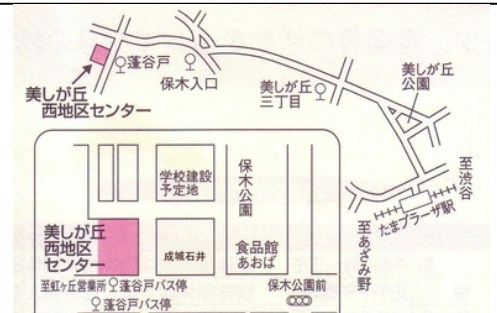 蓬谷戸
保木入口
美しが丘
西地区センター
美しが丘
三丁目
美しが丘
公園
至渋谷
たまプラーザ駅
至あざみ野
学校建設
予定地
保木公園
美しが丘
西地区
センター
成城石井
食品館
あおば
至虹ヶ丘営業所
蓬谷戸バス停
保木公園前
蓬谷戸バス停